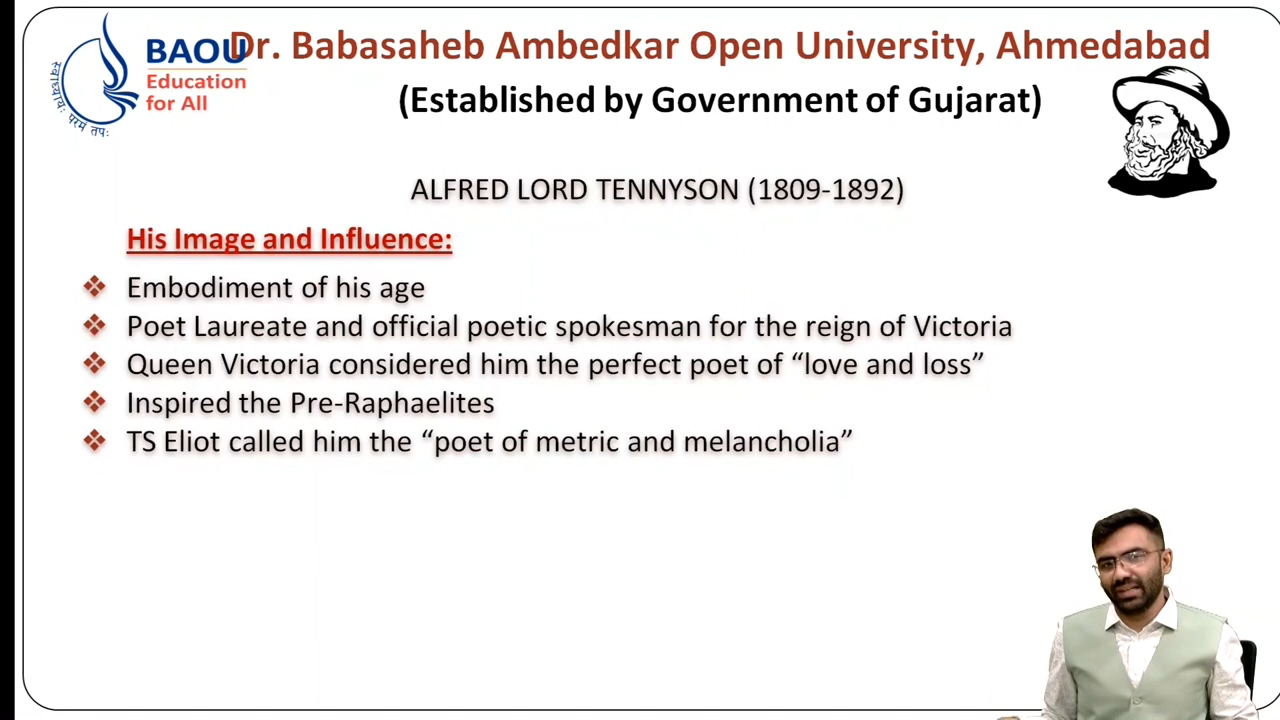 BAOU
Education
for All
स्वाध्यायः परमं तपः
Dr. Babasaheb Ambedkar Open University, Ahmedabad
(Established by Government of Gujarat)
ALFRED LORD TENNYSON (1809-1892)
His Image and Influence:
❖ Embodiment of his age
❖ Poet Laureate and official poetic spokesman for the reign of Victoria
❖ Queen Victoria considered him the perfect poet of “love and loss”
❖ Inspired the Pre-Raphaelites
❖ TS Eliot called him the “poet of metric and melancholia”